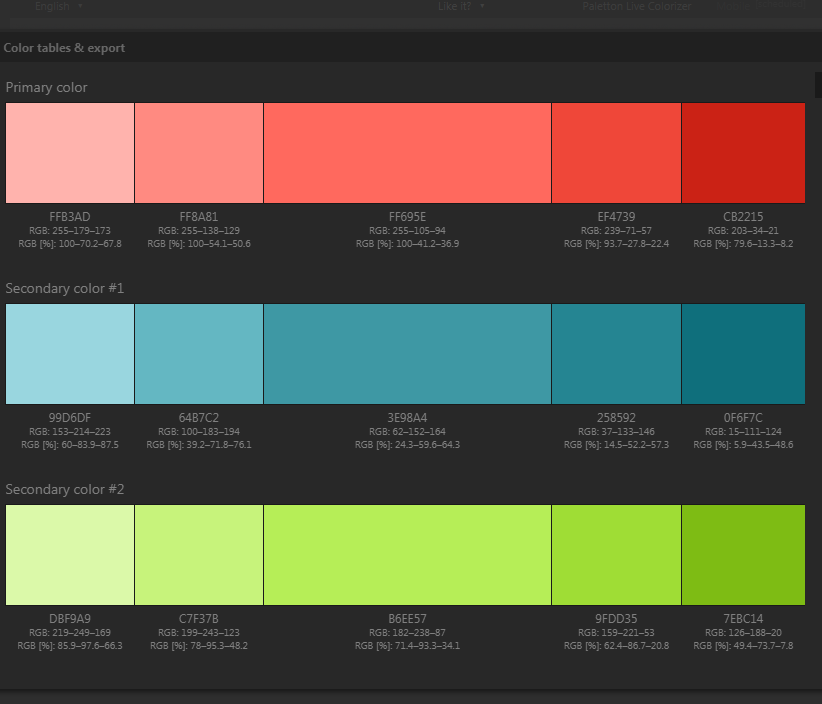 English ▾
Like it? ▾
Paletton Live Colorizer
Color tables & export
Primary color
FFB3AD
RGB: 255–179–173
RGB [%]: 100–70.2–67.8
FF8A81
RGB: 255–138–129
RGB [%]: 100–54.1–50.6
FF695E
RGB: 255–105–94
RGB [%]: 100–41.2–36.9
EF4739
RGB: 239–71–57
RGB [%]: 93.7–27.8–22.4
CB2215
RGB: 203–34–21
RGB [%]: 79.6–13.3–8.2
Secondary color #1
99D6DF
RGB: 153–214–223
RGB [%]: 60–83.9–87.5
64B7C2
RGB: 100–183–194
RGB [%]: 39.2–71.8–76.1
3E98A4
RGB: 62–152–164
RGB [%]: 24.3–59.6–64.3
258592
RGB: 37–133–146
RGB [%]: 14.5–52.2–57.3
0F6F7C
RGB: 15–111–124
RGB [%]: 5.9–43.5–48.6
Secondary color #2
DBF9A9
RGB: 219–249–169
RGB [%]: 85.9–97.6–66.3
C7F37B
RGB: 199–243–123
RGB [%]: 78–95.3–48.2
B6EE57
RGB: 182–238–87
RGB [%]: 71.4–93.3–34.1
9FDD35
RGB: 159–221–53
RGB [%]: 62.4–86.7–20.8
7EBC14
RGB: 126–188–20
RGB [%]: 49.4–73.7–7.8